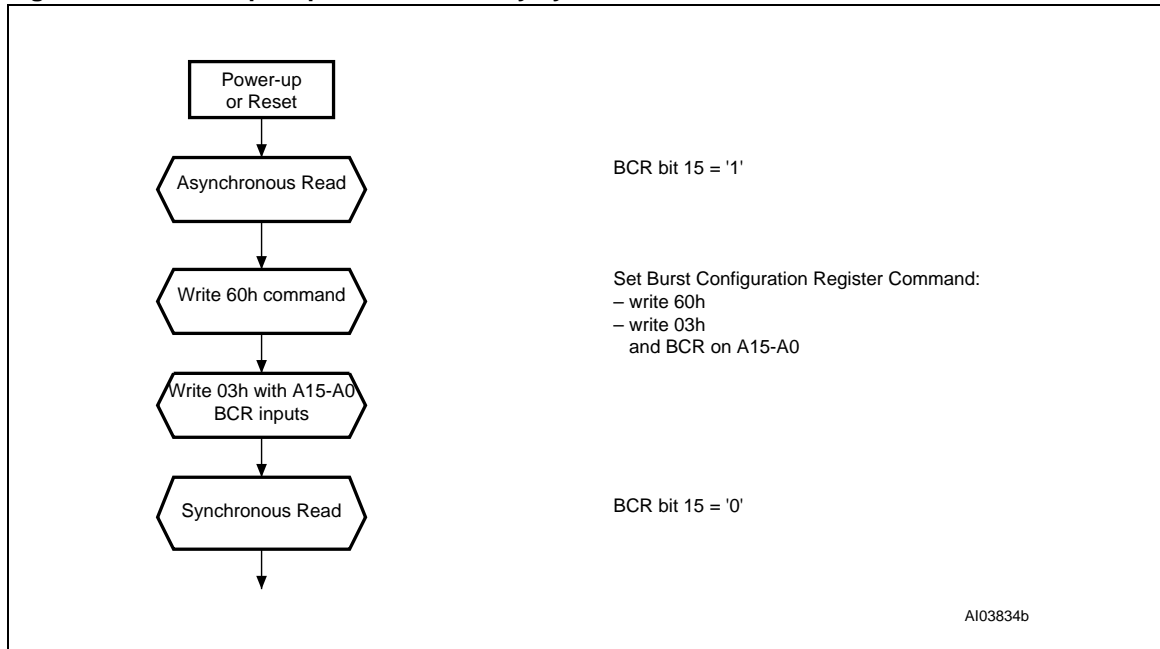 Power-up
or Reset
Asynchronous Read
BCR bit 15 = '1'
Write 60h command
Set Burst Configuration Register Command:
– write 60h
– write 03h
and BCR on A15-A0
Write 03h with A15-A0
BCR inputs
Synchronous Read
BCR bit 15 = '0'
AI03834b